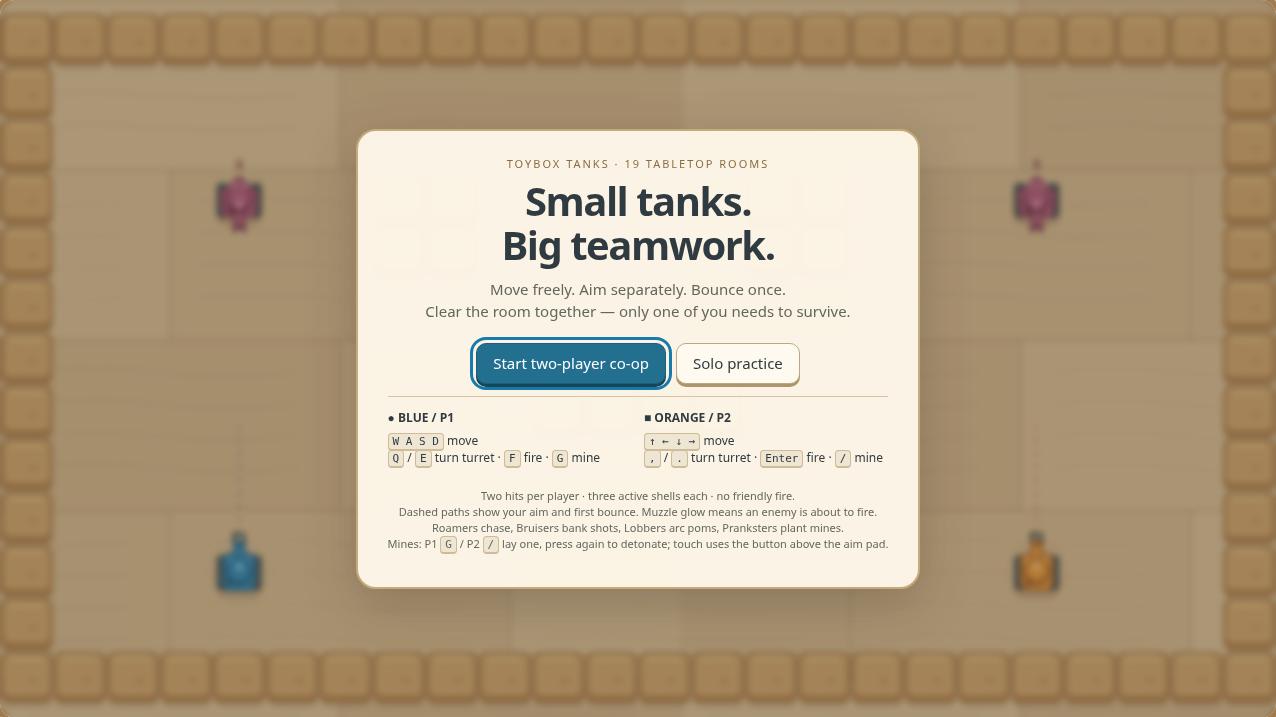 TOYBOX TANKS · 19 TABLETOP ROOMS
Small tanks.
Big teamwork.
Move freely. Aim separately. Bounce once.
Clear the room together — only one of you needs to survive.
Start two-player co-op
Solo practice
● BLUE / P1
W A S D move
Q / E turn turret · F fire · G mine
■ ORANGE / P2
↑ ← ↓ → move
, / . turn turret · Enter fire · / mine
Two hits per player · three active shells each · no friendly fire.
Dashed paths show your aim and first bounce. Muzzle glow means an enemy is about to fire.
Roamers chase, Bruisers bank shots, Lobbers arc poms, Pranksters plant mines.
Mines: P1 G / P2 / lay one, press again to detonate; touch uses the button above the aim pad.